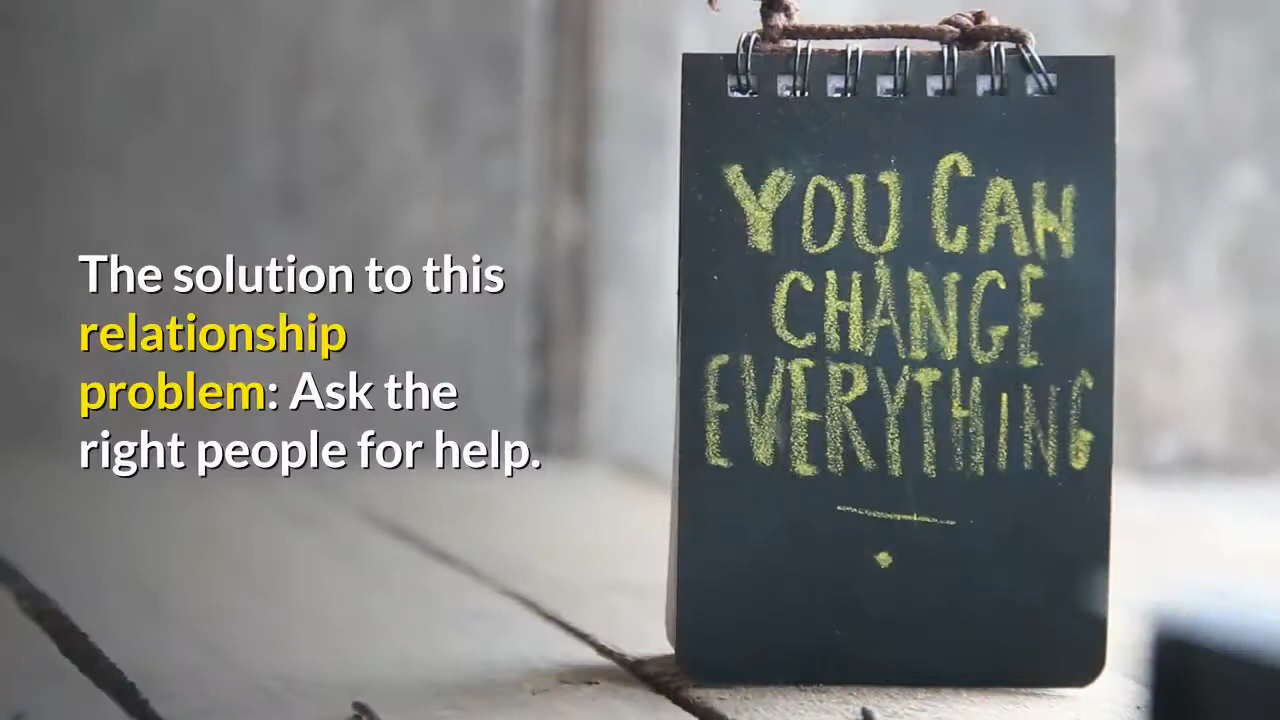 The solution to this
relationship
problem: Ask the
right people for help.
YOU CAN
CHANGE
EVERYTHING